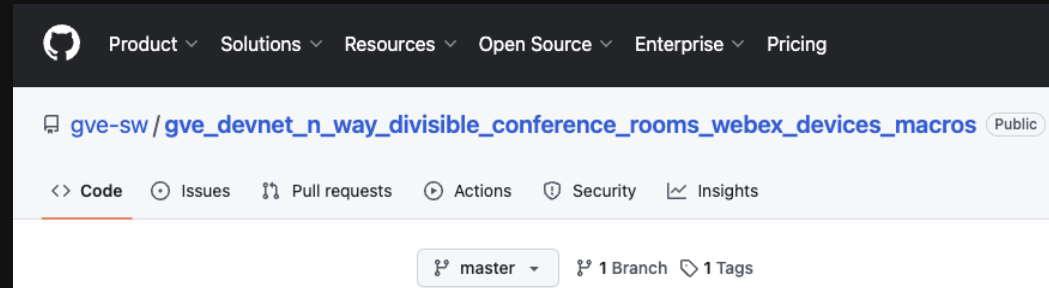 Product Solutions Resources Open Source Enterprise Pricing
gve-sw / gve_devnet_n_way_divisible_conference_rooms_webex_devices_macros Public
Code Issues Pull requests Actions Security Insights
master 1 Branch 1 Tags